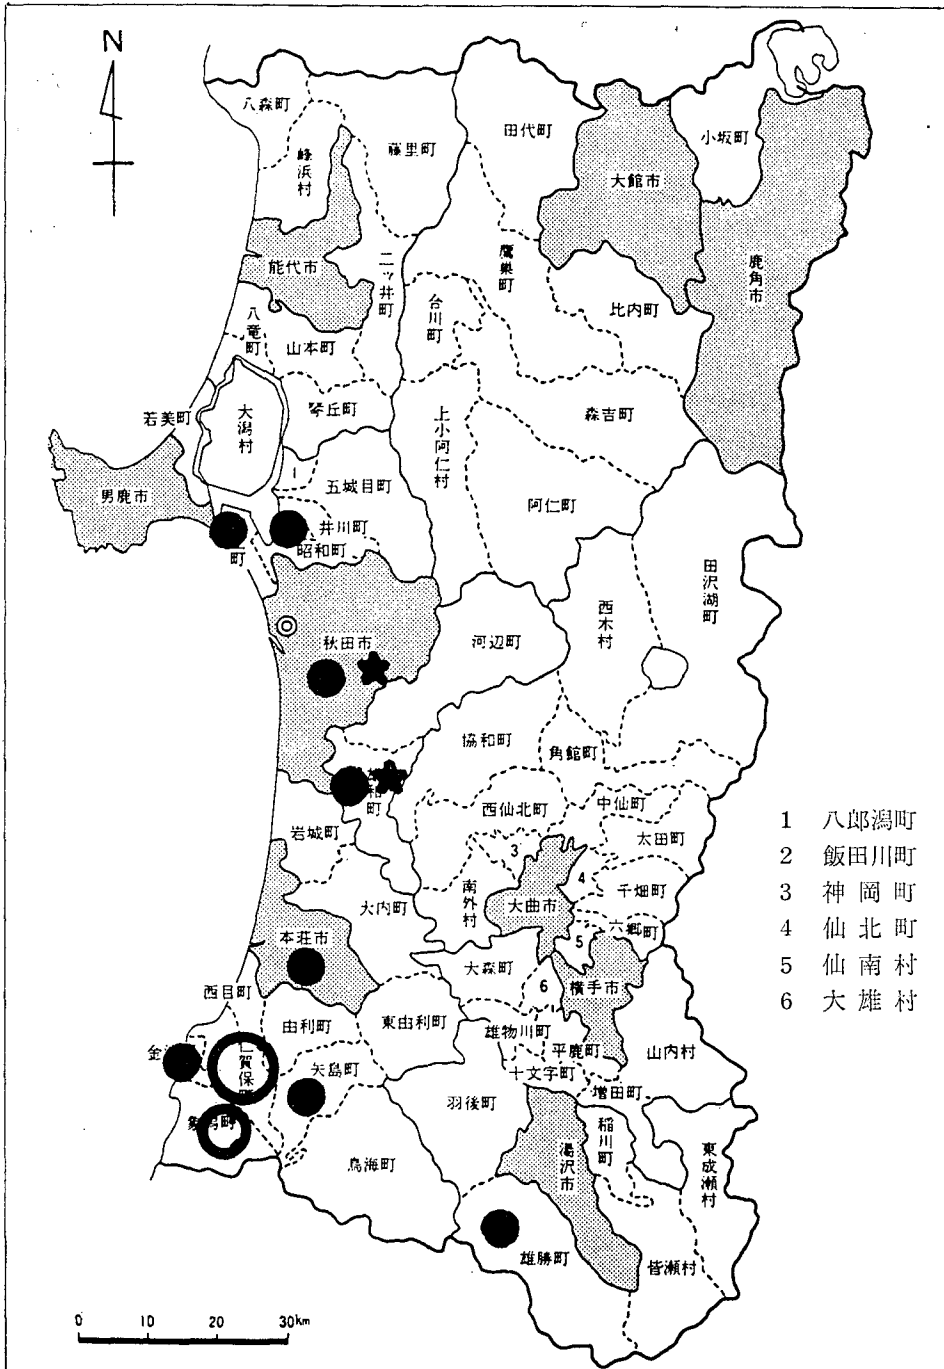 N
八森町
峰浜村
藤里町
田代町
大館市
小坂町
鹿角市
能代市
二ツ井町
鷹巣町
合川町
比内町
八竜町
山本町
琴丘町
若美町
大潟村
上小阿仁村
森吉町
男鹿市
1
五城目町
阿仁町
井川町
昭和町
町
田沢湖町
西木村
秋田市
河辺町
協和町
角館町
和町
西仙北町
中仙町
太田町
岩城町
3
4
千畑町
南外村
大曲市
六郷町
5
大内町
本荘市
大森町
6
横手市
西目町
由利町
東由利町
雄物川町
平鹿町
山内村
金
仁賀保町
矢島町
十文字町
増田町
羽後町
稲川町
東成瀬村
象潟町
鳥海町
湯沢市
雄勝町
皆瀬村
1 八郎潟町
2 飯田川町
3 神岡町
4 仙北町
5 仙南村
6 大雄村
0 10 20 30km